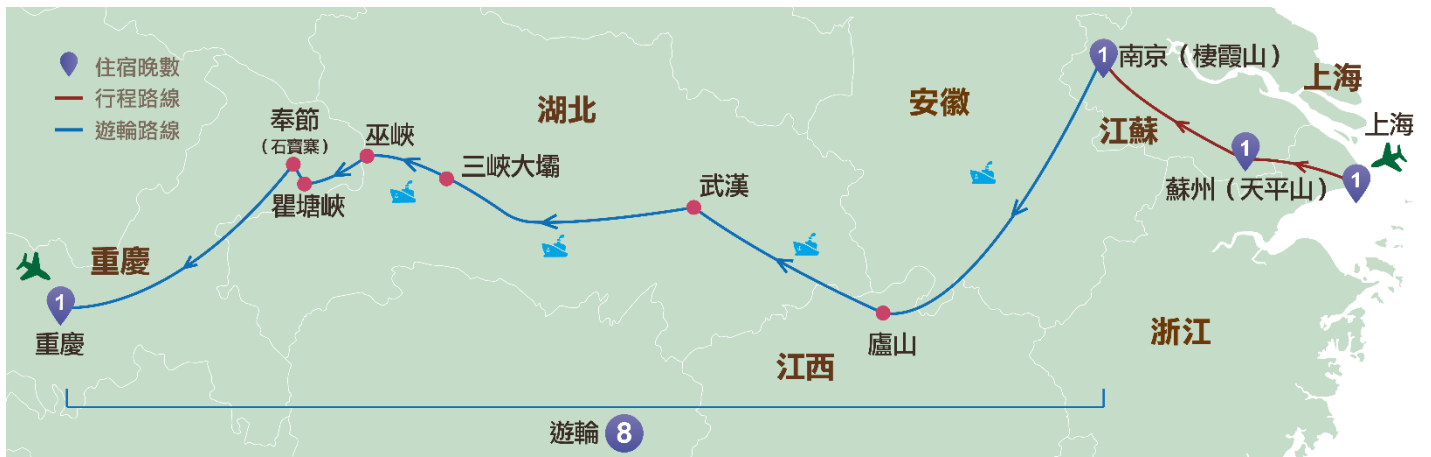 住宿晚數
行程路線
遊輪路線
奉節
（石寶寨）
巫峽
瞿塘峽
三峽大壩
湖北
武漢
安徽
1
南京（棲霞山）
江蘇
上海
上海
1
蘇州（天平山）
1
重慶
1
重慶
廬山
江西
浙江
遊輪 8